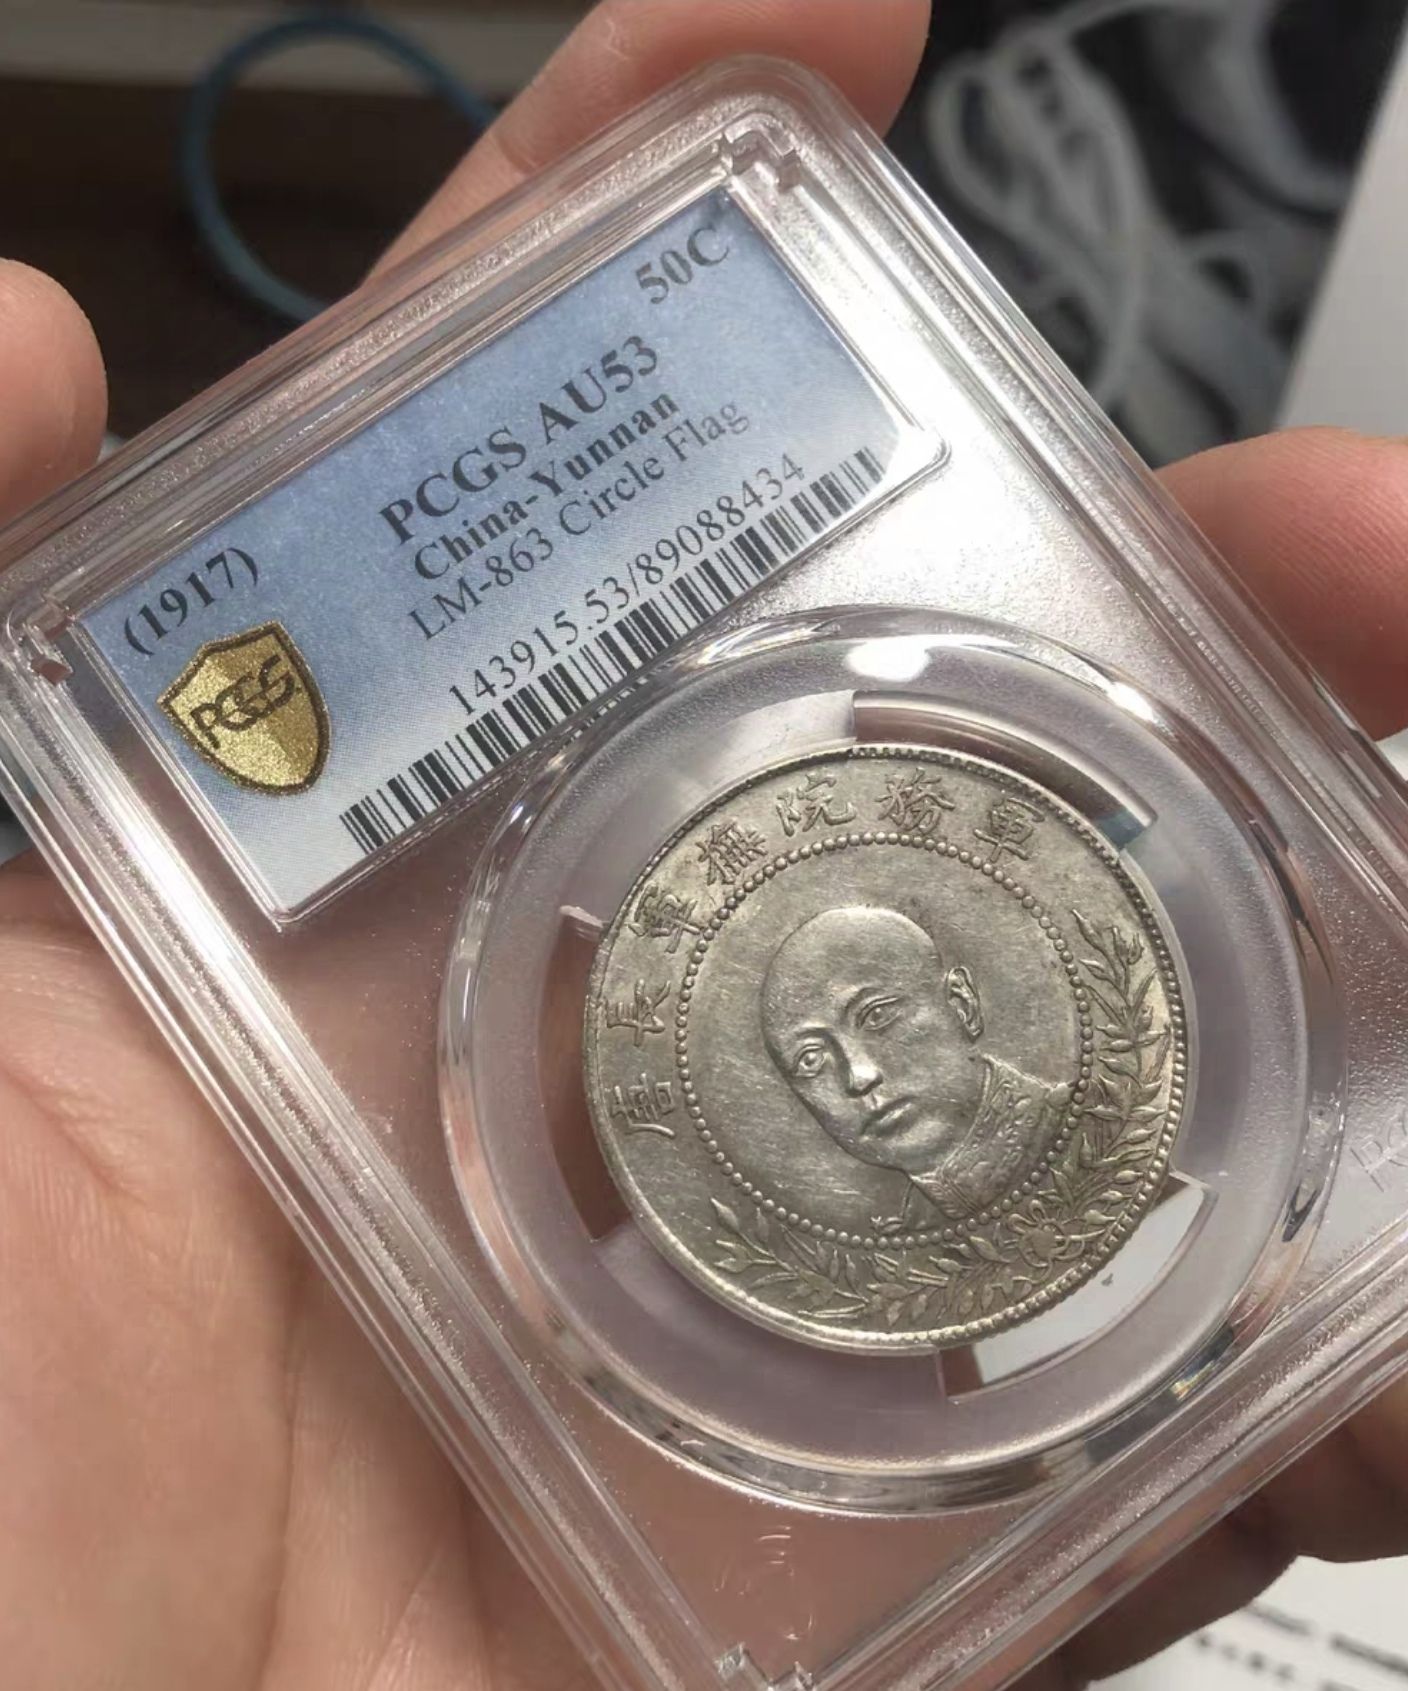 (1917) 50C
PCGS AU53
China-Yunnan
LM-863 Circle Flag
143915.53/89088434
PCGS
軍務院撫軍長唐